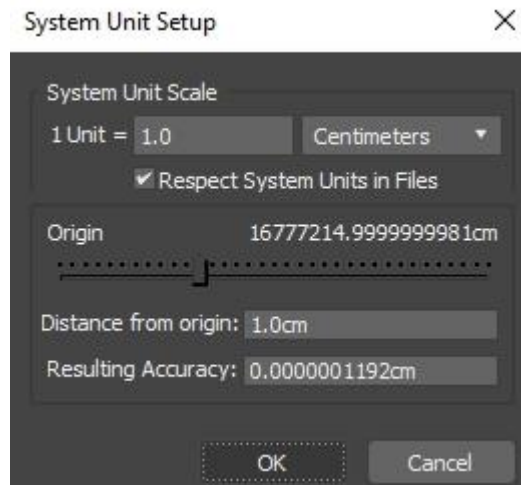 System Unit Setup
System Unit Scale
1 Unit = 1.0 Centimeters
Respect System Units in Files
Origin 16777214.9999999981cm
Distance from origin: 1.0cm
Resulting Accuracy: 0.0000001192cm
OK Cancel